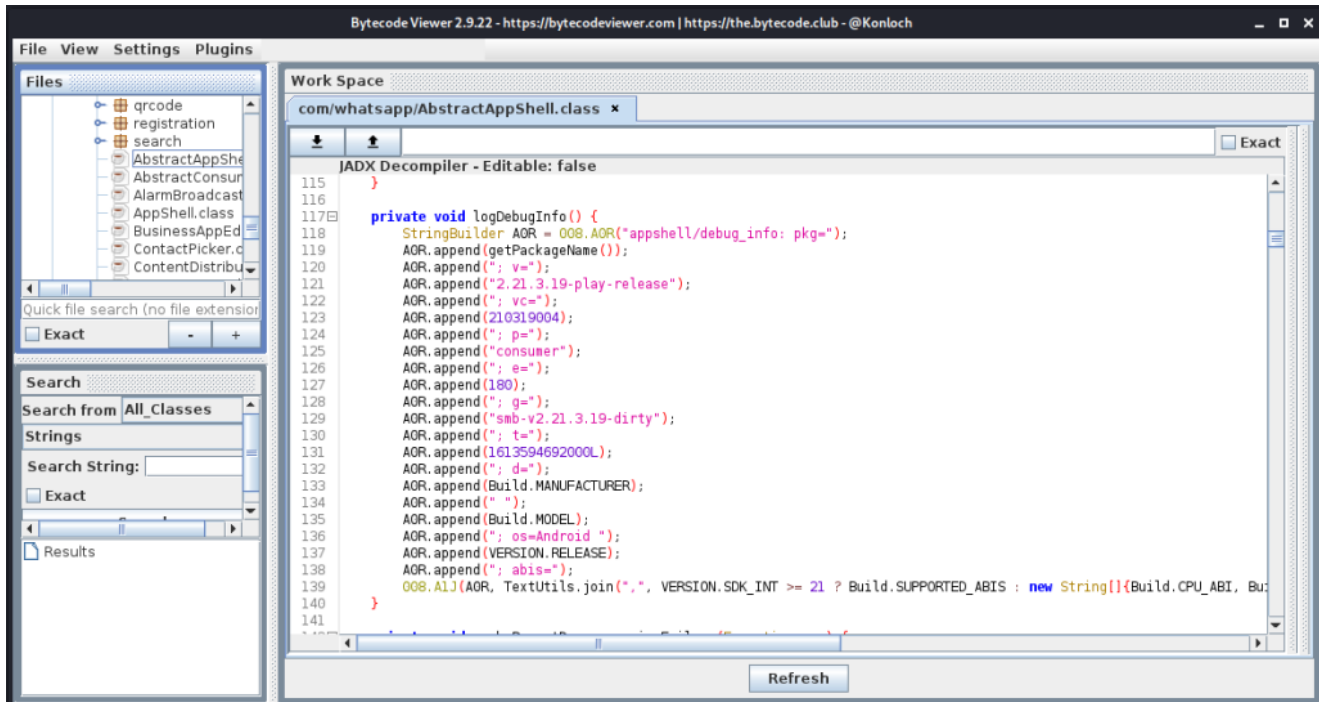 Bytecode Viewer 2.9.22 - https://bytecodeviewer.com | https://the.bytecode.club - @Konloch
File View Settings Plugins
Files
qrcode
registration
search
AbstractAppShe
AbstractConsur
AlarmBroadcast
AppShell.class
BusinessAppEd
ContactPicker.c
ContentDistribu
Quick file search (no file extension
Exact - +
Search
Search from All_Classes
Strings
Search String:
Exact
Results
Work Space
com/whatsapp/AbstractAppShell.class ×
Exact
JADX Decompiler - Editable: false
115 }
116
117 private void logDebugInfo() {
118 StringBuilder A0R = 008.A0R("appshell/debug_info: pkg=");
119 A0R.append(getPackageName());
120 A0R.append("; v=");
121 A0R.append("2.21.3.19-play-release");
122 A0R.append("; vc=");
123 A0R.append(210319004);
124 A0R.append("; p=");
125 A0R.append("consumer");
126 A0R.append("; e=");
127 A0R.append(180);
128 A0R.append("; g=");
129 A0R.append("smb-v2.21.3.19-dirty");
130 A0R.append("; t=");
131 A0R.append(1613594692000L);
132 A0R.append("; d=");
133 A0R.append(Build.MANUFACTURER);
134 A0R.append(" ");
135 A0R.append(Build.MODEL);
136 A0R.append("; os=Android ");
137 A0R.append(VERSION.RELEASE);
138 A0R.append("; abis=");
139 008.A1J(A0R, TextUtils.join(",", VERSION.SDK_INT >= 21 ? Build.SUPPORTED_ABIS : new String[]{Build.CPU_ABI, Bui
140 }
141
Refresh